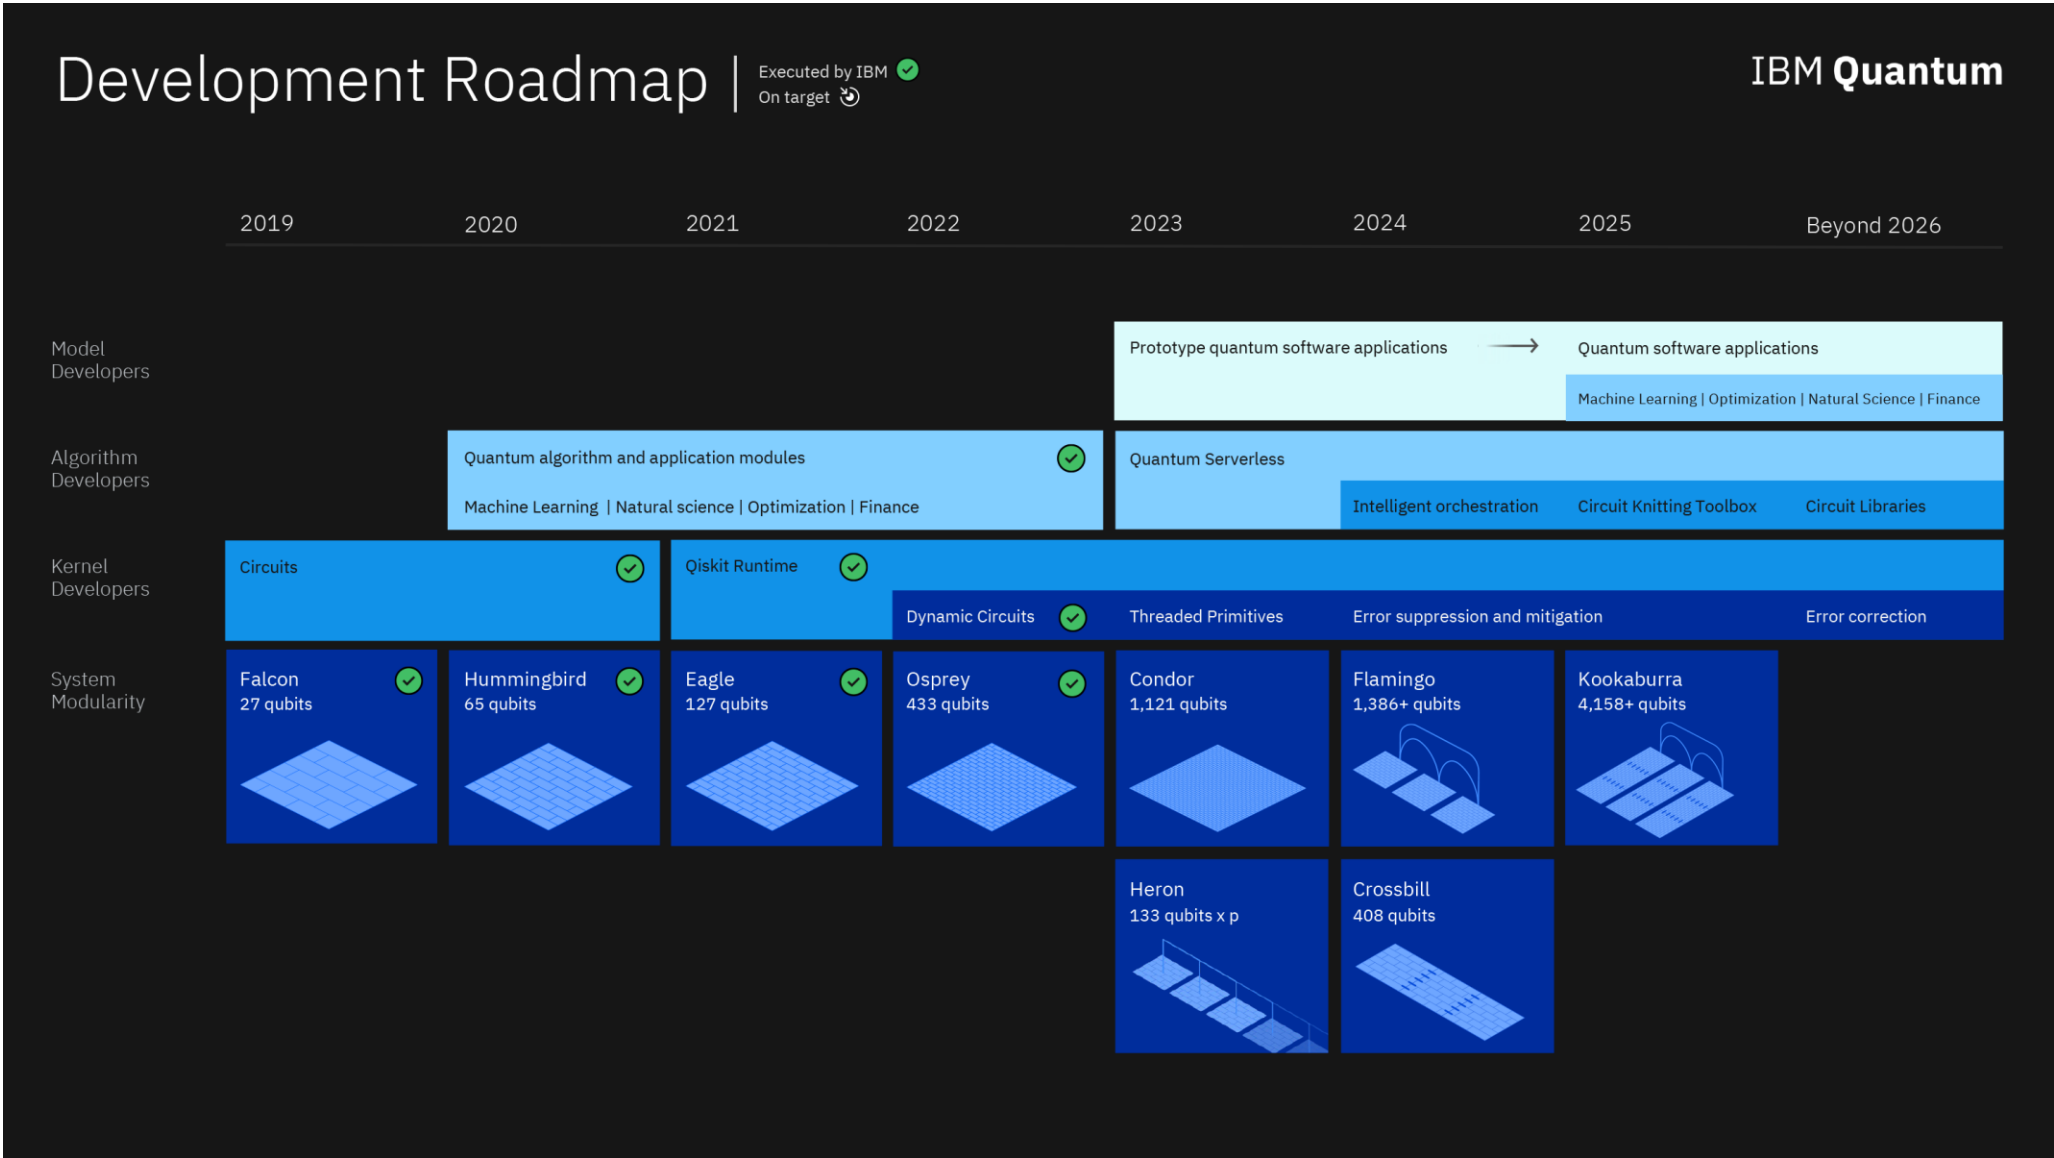 Development Roadmap
Executed by IBM
On target
IBM Quantum
2019
2020
2021
2022
2023
2024
2025
Beyond 2026
Model
Developers
Prototype quantum software applications
Quantum software applications
Machine Learning | Optimization | Natural Science | Finance
Algorithm
Developers
Quantum algorithm and application modules
Machine Learning | Natural science | Optimization | Finance
Quantum Serverless
Intelligent orchestration
Circuit Knitting Toolbox
Circuit Libraries
Kernel
Developers
Circuits
Qiskit Runtime
Dynamic Circuits
Threaded Primitives
Error suppression and mitigation
Error correction
System
Modularity
Falcon
27 qubits
Hummingbird
65 qubits
Eagle
127 qubits
Osprey
433 qubits
Condor
1,121 qubits
Flamingo
1,386+ qubits
Kookaburra
4,158+ qubits
Heron
133 qubits x p
Crossbill
408 qubits